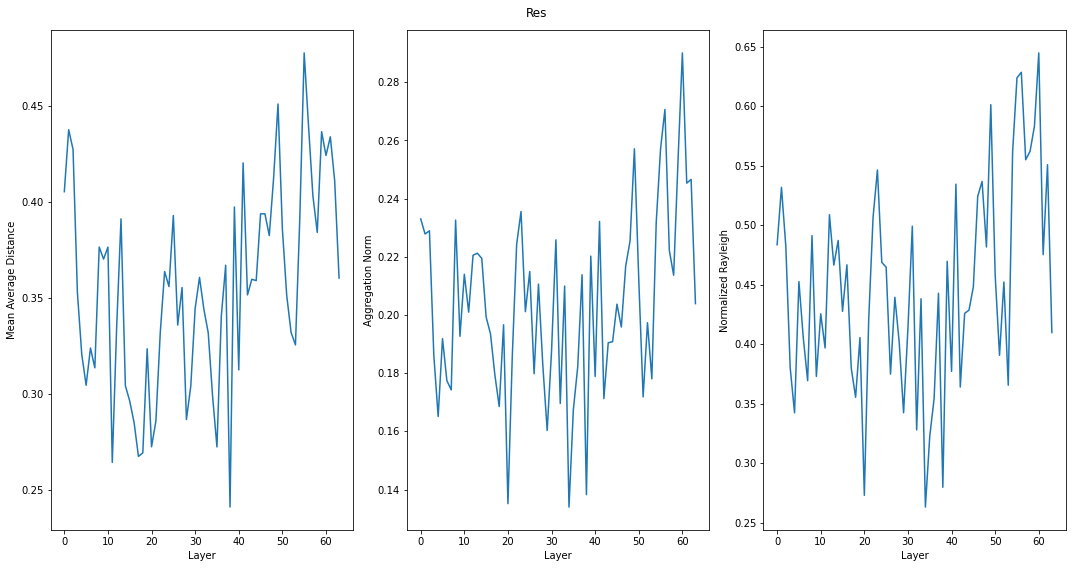 Res
Mean Average Distance
0.45
0.40
0.35
0.30
0.25
0 10 20 30 40 50 60
Layer
Aggregation Norm
0.28
0.26
0.24
0.22
0.20
0.18
0.16
0.14
0 10 20 30 40 50 60
Layer
Normalized Rayleigh
0.65
0.60
0.55
0.50
0.45
0.40
0.35
0.30
0.25
0 10 20 30 40 50 60
Layer